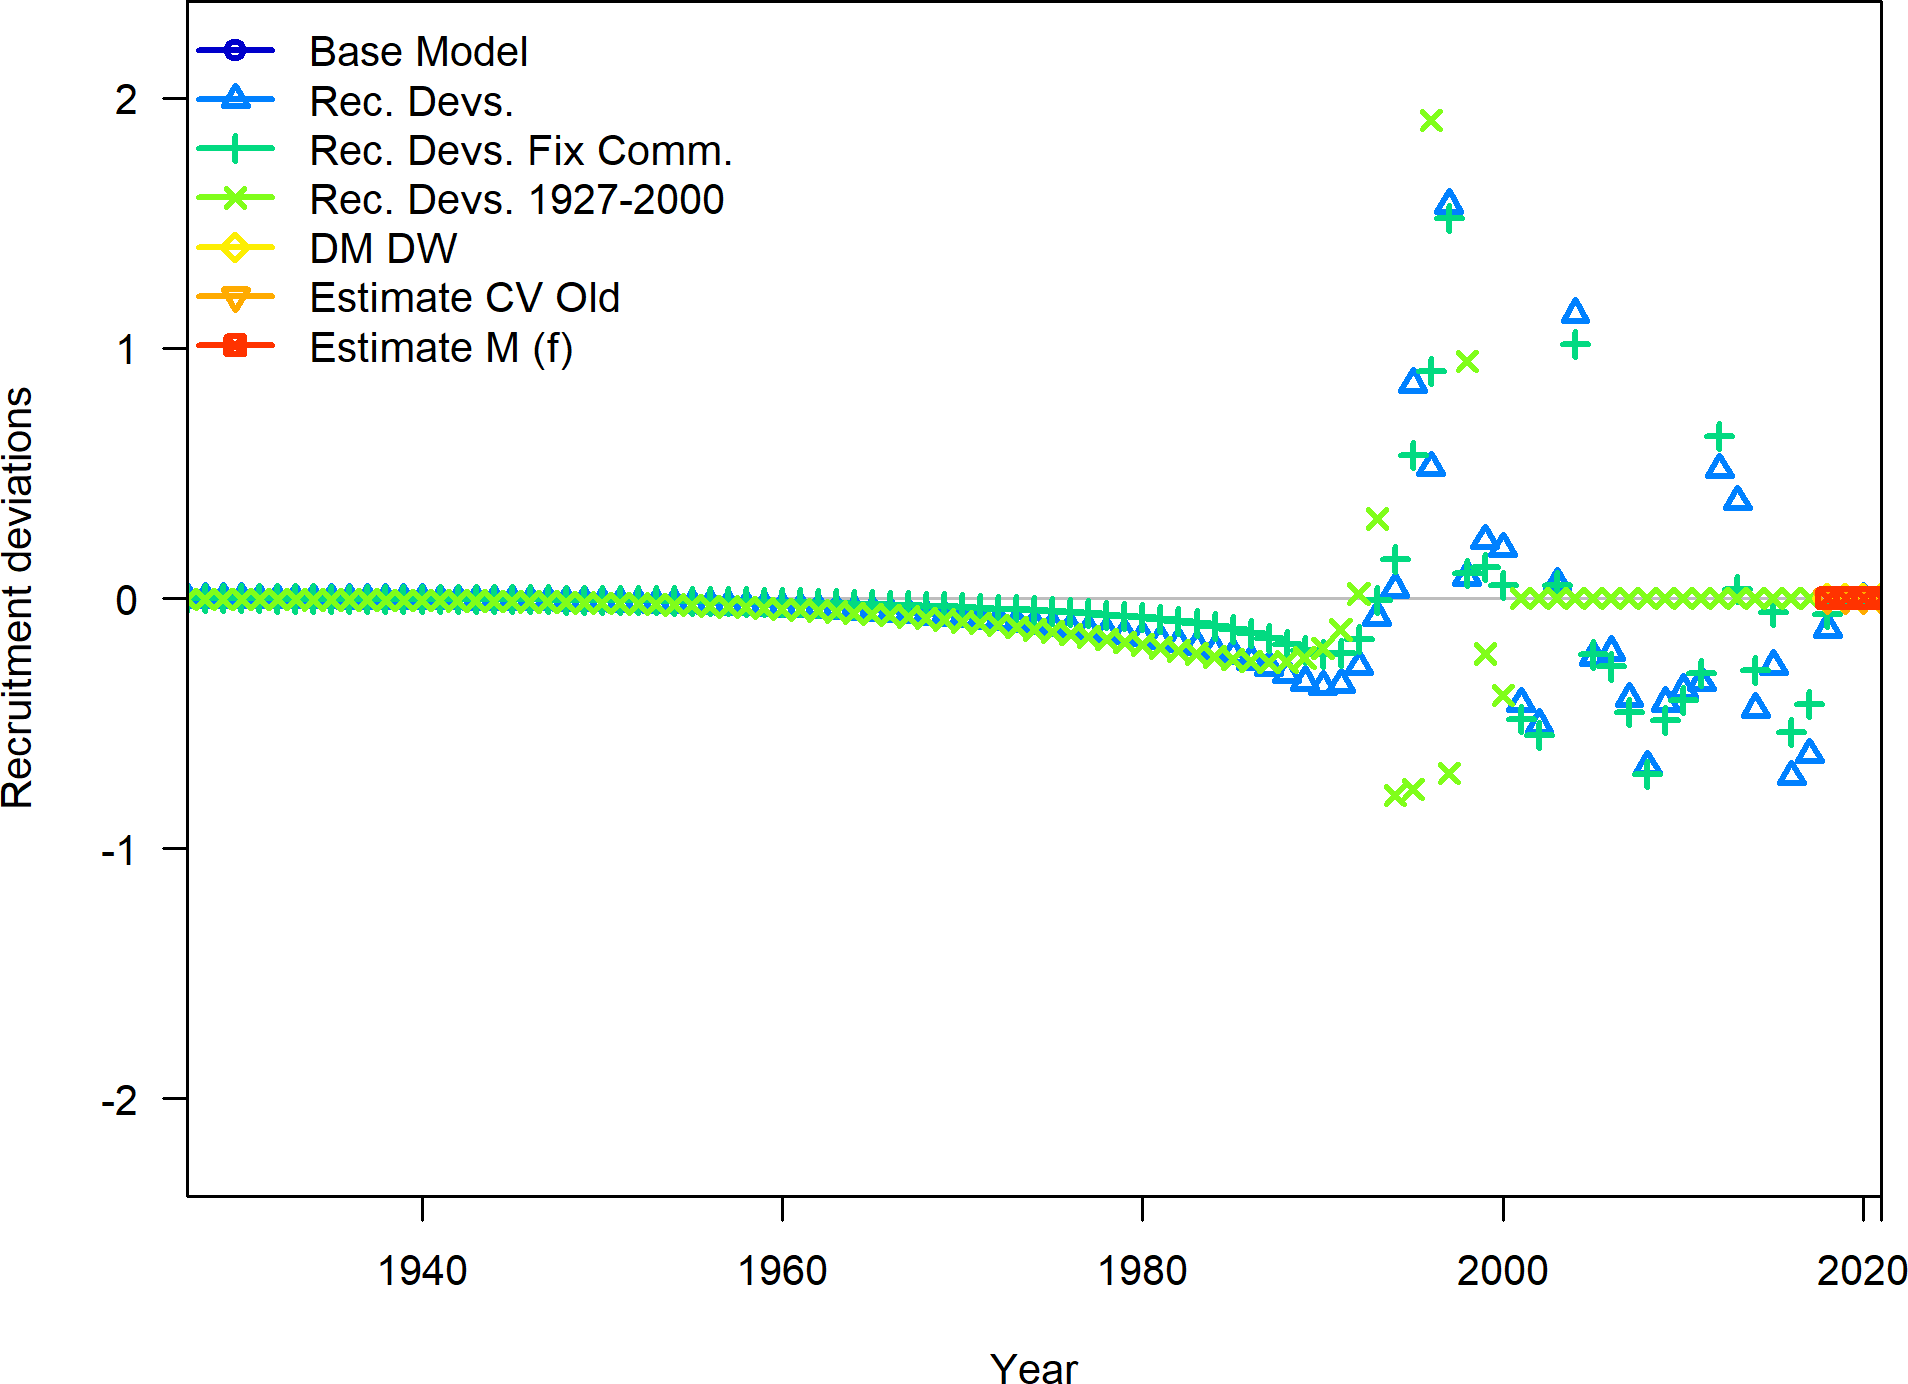 Base Model
Rec. Devs.
Rec. Devs. Fix Comm.
Rec. Devs. 1927-2000
DM DW
Estimate CV Old
Estimate M (f)
Recruitment deviations
2
1
0
-1
-2
1940 1960 1980 2000 2020
Year